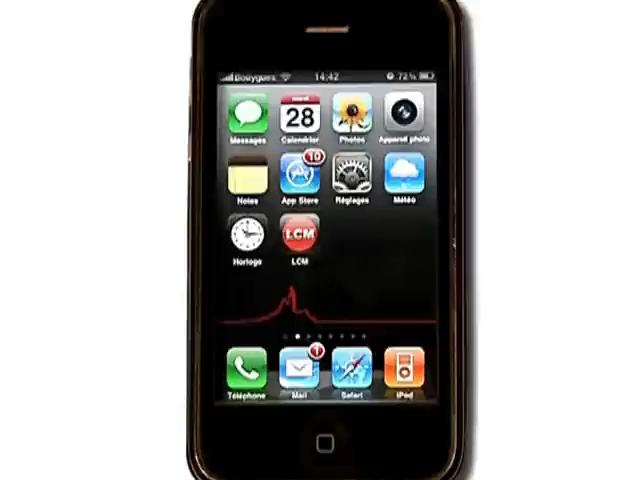 Bouygues 14:42 72 %
28
Messages Calendrier Photos Appareil photo
10
Notes App Store Réglages Météo
LCM
Horloge LCM
1
Téléphone Mail Safari iPod